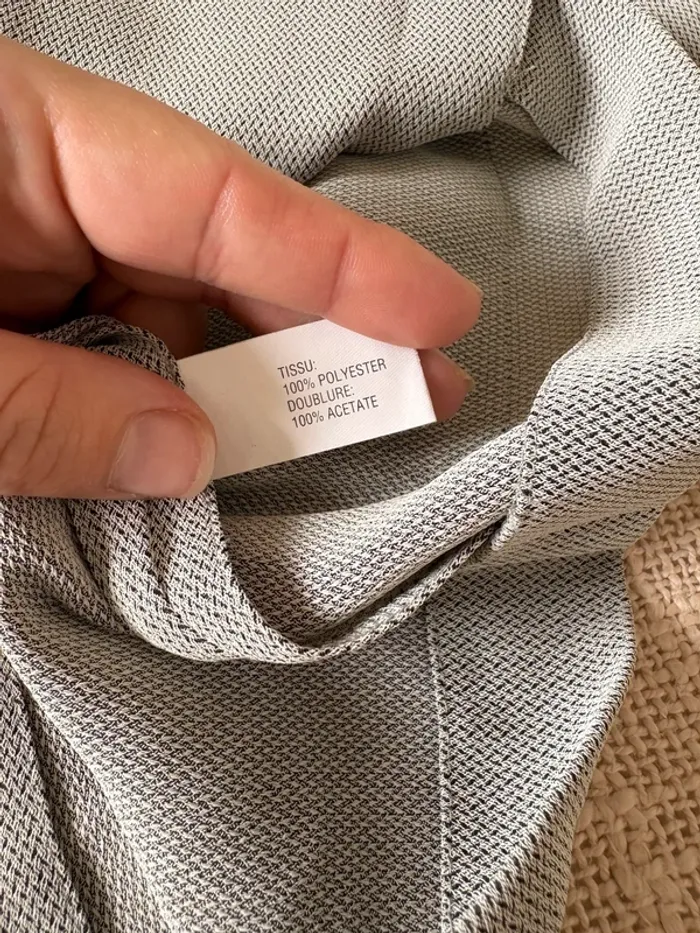 TISSU:
100% POLYESTER
DOUBLURE:
100% ACETATE